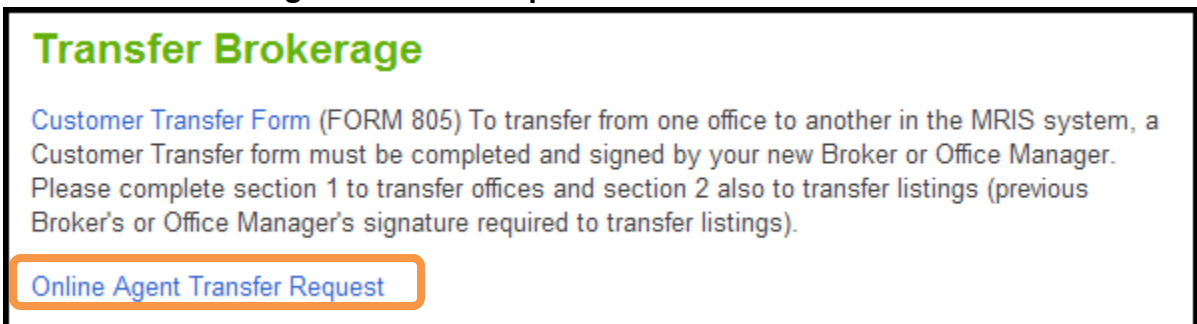 Transfer Brokerage
Customer Transfer Form (FORM 805) To transfer from one office to another in the MRIS system, a
Customer Transfer form must be completed and signed by your new Broker or Office Manager.
Please complete section 1 to transfer offices and section 2 also to transfer listings (previous
Broker's or Office Manager's signature required to transfer listings).
Online Agent Transfer Request